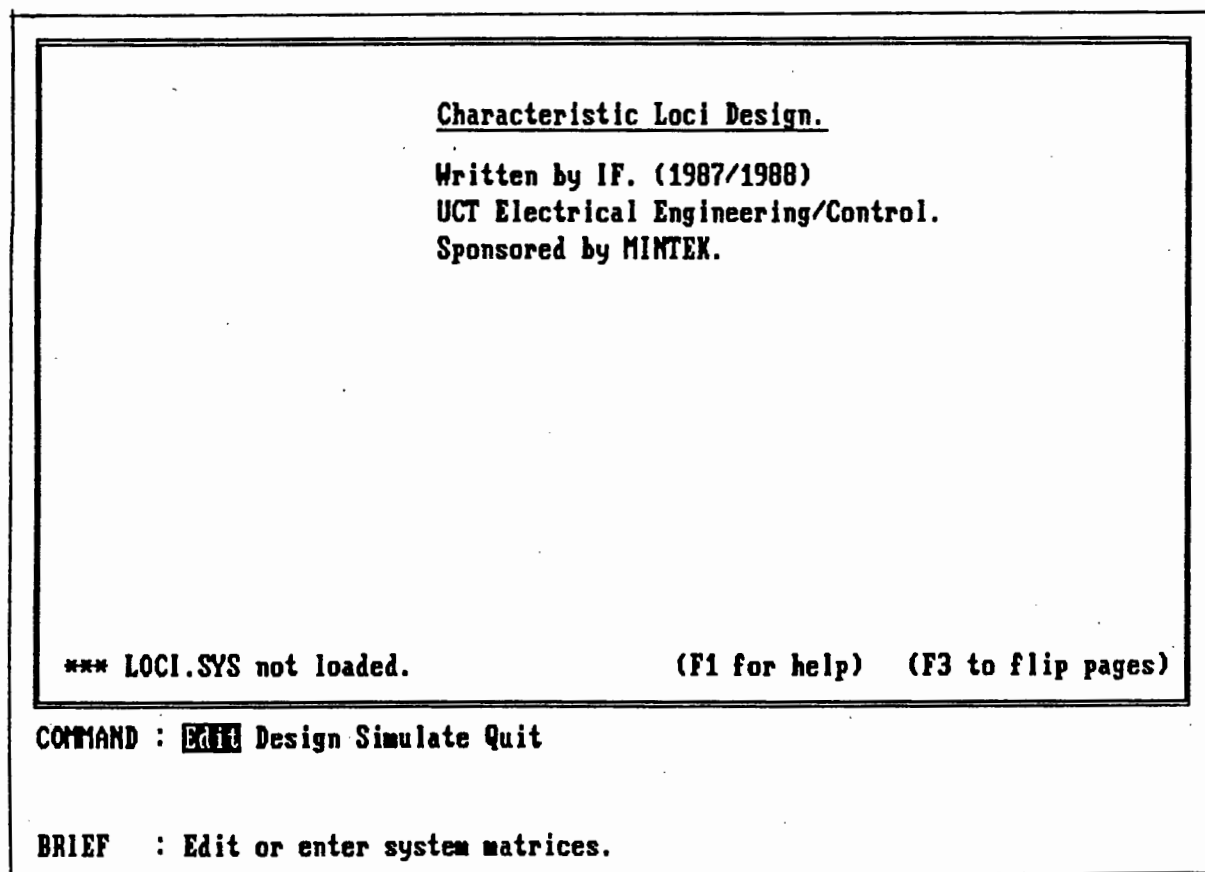 Characteristic Loci Design.
Written by IF. (1987/1988)
UCT Electrical Engineering/Control.
Sponsored by MINTEK.
*** LOCI.SYS not loaded. (F1 for help) (F3 to flip pages)
COMMAND : Edit Design Simulate Quit
BRIEF : Edit or enter system matrices.